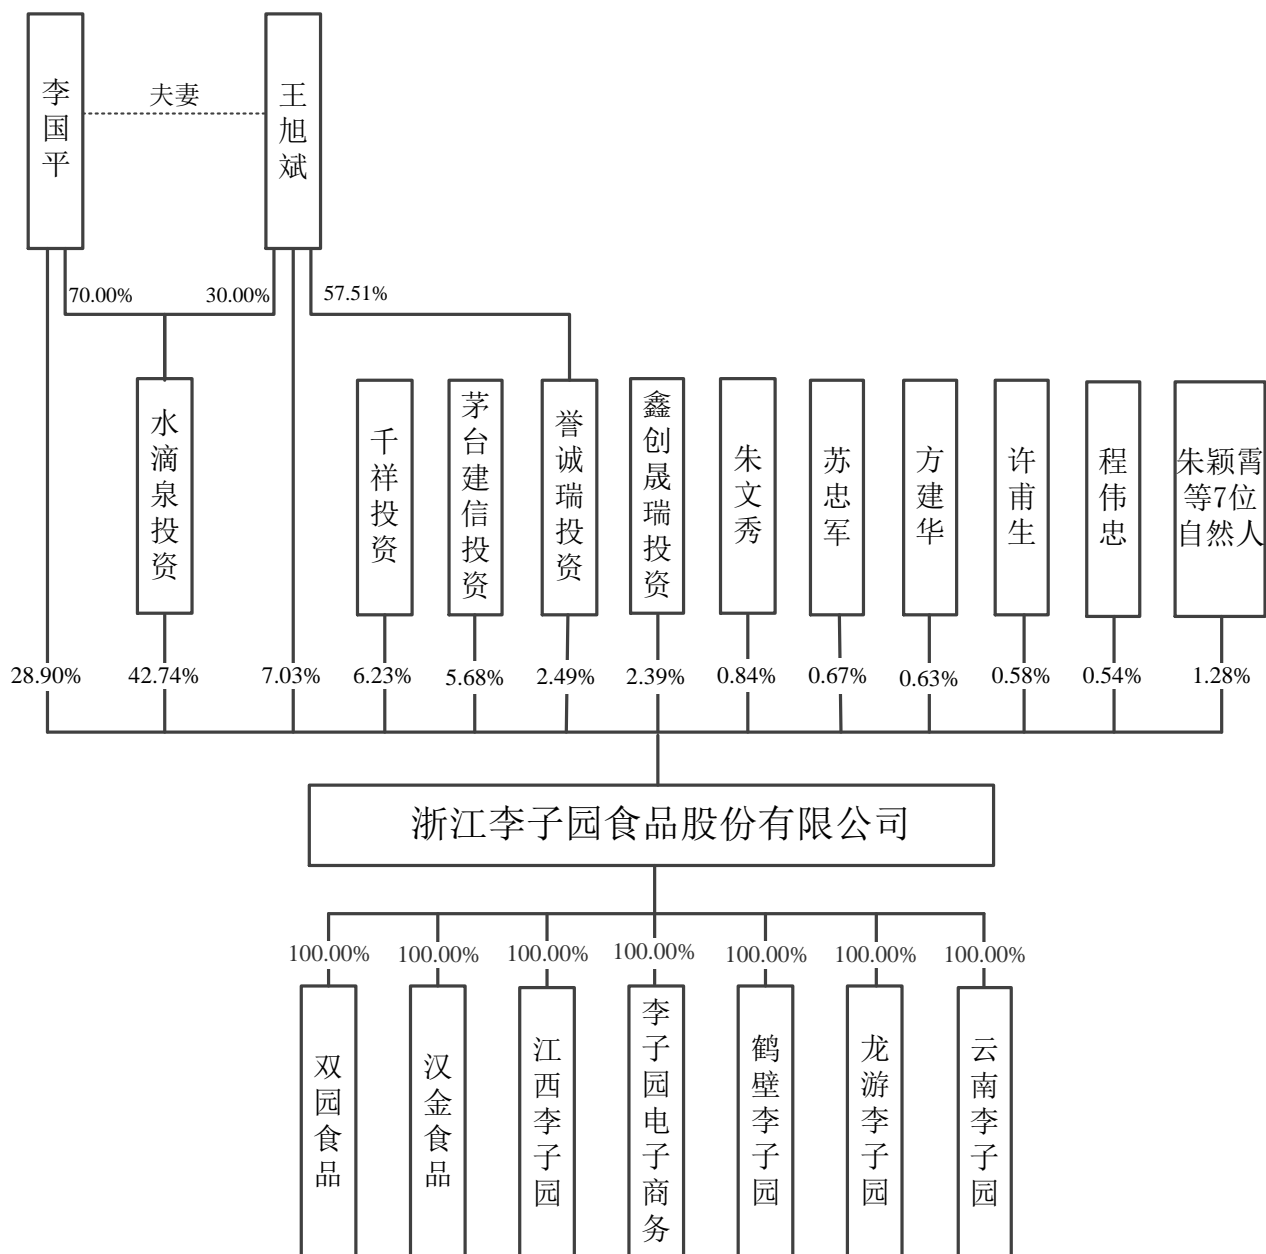 李国平
夫妻
王旭斌
70.00%
30.00%
57.51%
水滴泉投资
千祥投资
茅台建信投资
誉诚瑞投资
鑫创晟瑞投资
朱文秀
苏忠军
方建华
许甫生
程伟忠
朱颖霄
等7位
自然人
28.90%
42.74%
7.03%
6.23%
5.68%
2.49%
2.39%
0.84%
0.67%
0.63%
0.58%
0.54%
1.28%
浙江李子园食品股份有限公司
100.00%
100.00%
100.00%
100.00%
100.00%
100.00%
100.00%
双园食品
汉金食品
江西李子园
李子园电子商务
鹤壁李子园
龙游李子园
云南李子园